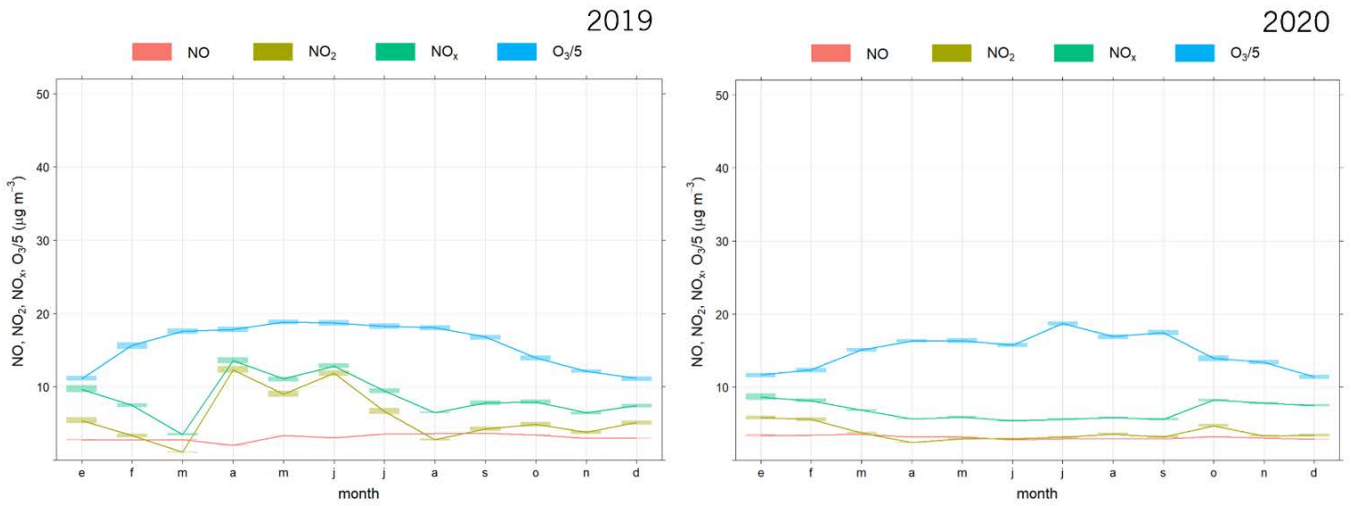 2019
NO NO₂ NOₓ O₃/5
50
40
30
20
10
NO, NO₂, NOₓ, O₃/5 (µg m⁻³)
e f m a m j j a s o n d
month
2020
NO NO₂ NOₓ O₃/5
50
40
30
20
10
NO, NO₂, NOₓ, O₃/5 (µg m⁻³)
e f m a m j j a s o n d
month